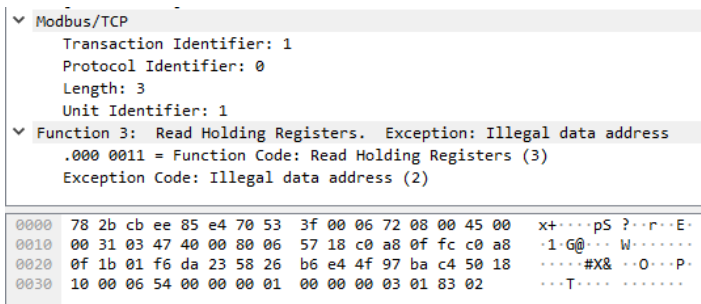 Modbus/TCP
Transaction Identifier: 1
Protocol Identifier: 0
Length: 3
Unit Identifier: 1
Function 3:  Read Holding Registers.  Exception: Illegal data address
.000 0011 = Function Code: Read Holding Registers (3)
Exception Code: Illegal data address (2)
0000  78 2b cb ee 85 e4 70 53  3f 00 06 72 08 00 45 00  x+····pS ?··r··E·
0010  00 31 03 47 40 00 80 06  57 18 c0 a8 0f fc c0 a8  ·1·G@··· W·······
0020  0f 1b 01 f6 da 23 58 26  b6 e4 4f 97 ba c4 50 18  ·····#X& ··O···P·
0030  10 00 06 54 00 00 00 01  00 00 00 03 01 83 02  ···T···· ·······